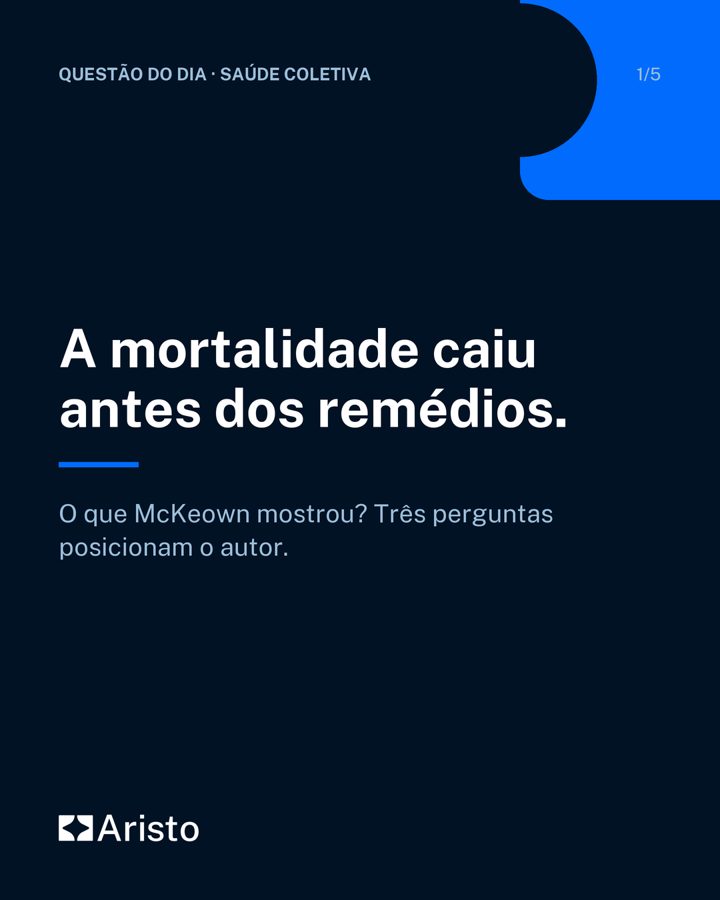 QUESTÃO DO DIA · SAÚDE COLETIVA
1/5
A mortalidade caiu
antes dos remédios.
O que McKeown mostrou? Três perguntas
posicionam o autor.
Aristo